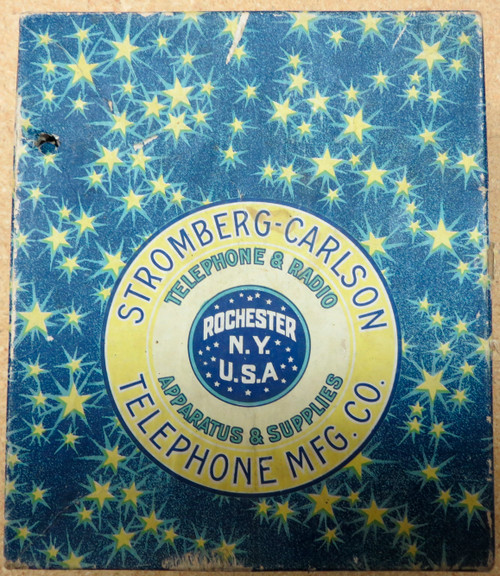 STROMBERG-CARLSON
TELEPHONE & RADIO
ROCHESTER
N.Y.
U.S.A
APPARATUS & SUPPLIES
TELEPHONE MFG. CO.